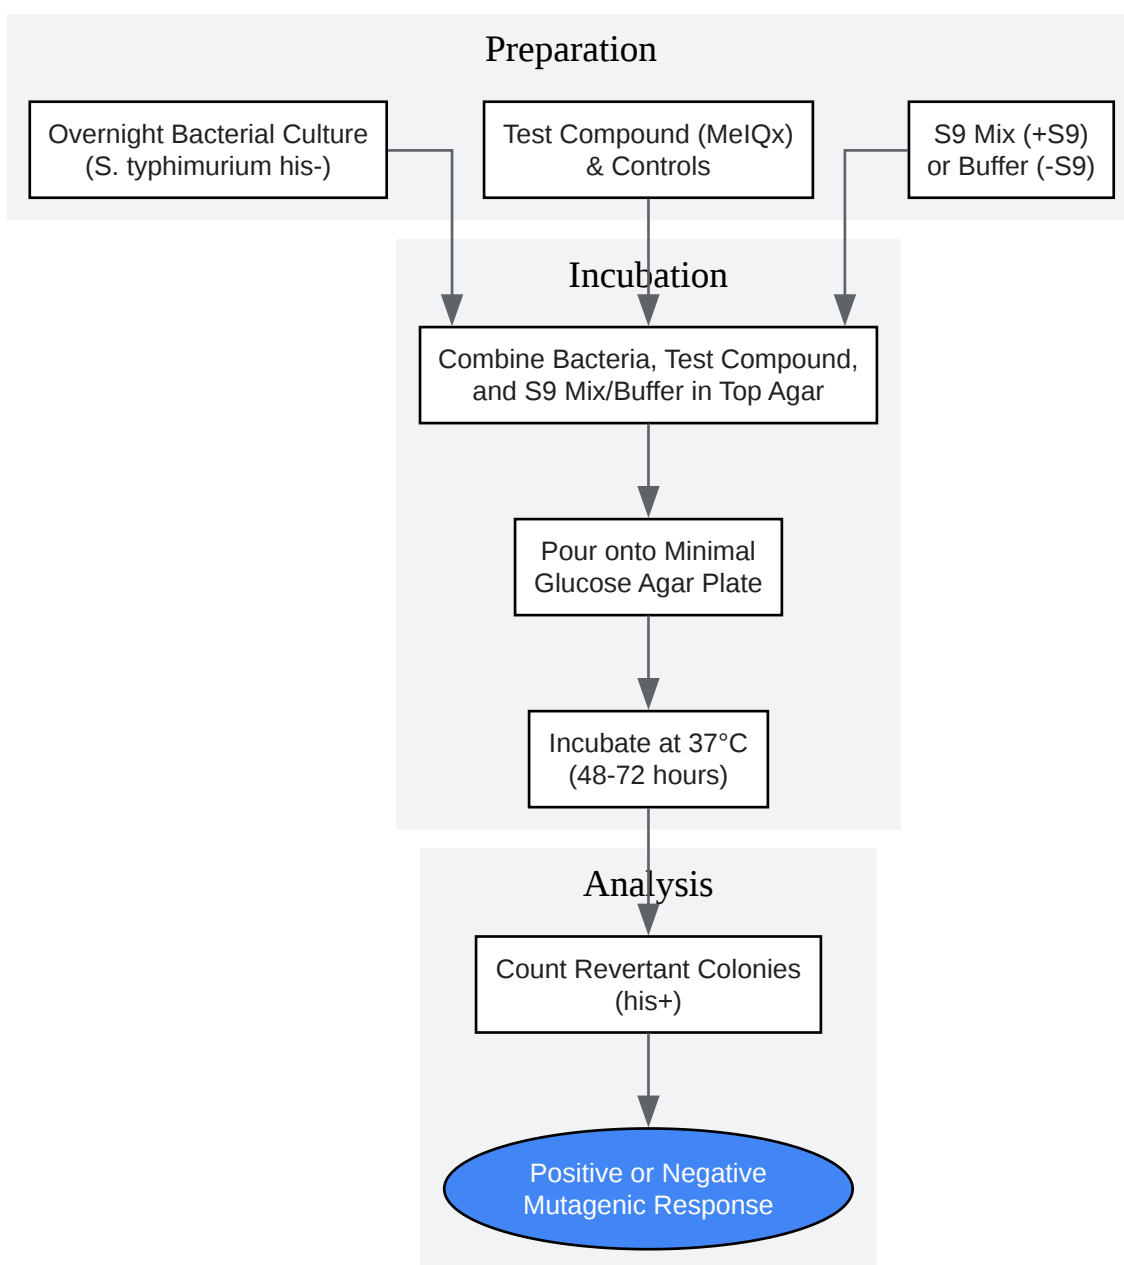 Preparation
Overnight Bacterial Culture
(S. typhimurium his-)
Test Compound (MeIQx)
& Controls
S9 Mix (+S9)
or Buffer (-S9)
Incubation
Combine Bacteria, Test Compound,
and S9 Mix/Buffer in Top Agar
Pour onto Minimal
Glucose Agar Plate
Incubate at 37°C
(48-72 hours)
Analysis
Count Revertant Colonies
(his+)
Positive or Negative
Mutagenic Response